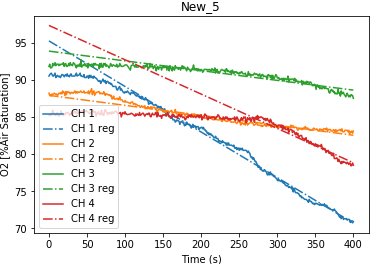 New_5
O2 [%Air Saturation]
95
90
85
80
75
70
CH 1
CH 1 reg
CH 2
CH 2 reg
CH 3
CH 3 reg
CH 4
CH 4 reg
0 50 100 150 200 250 300 350 400
Time (s)